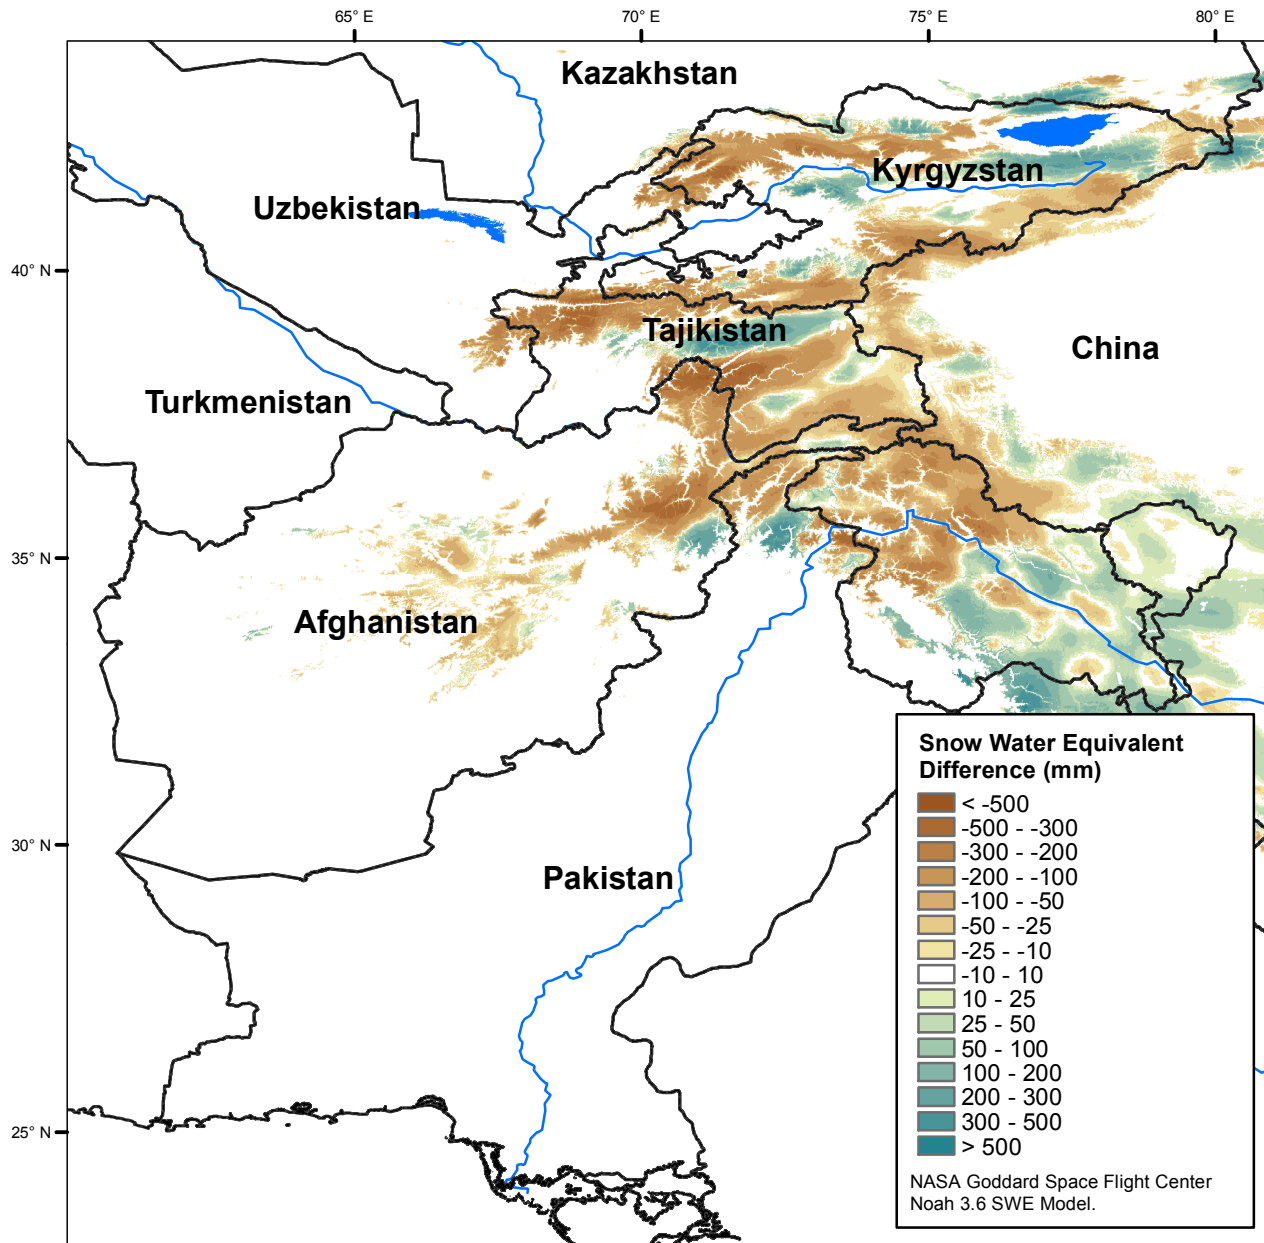 65° E 70° E 75° E 80° E
Kazakhstan
Kyrgyzstan
Uzbekistan
40° N
Tajikistan
China
Turkmenistan
35° N
Afghanistan
Snow Water Equivalent
Difference (mm)
< -500
-500 - -300
-300 - -200
-200 - -100
-100 - -50
-50 - -25
-25 - -10
-10 - 10
10 - 25
25 - 50
50 - 100
100 - 200
200 - 300
300 - 500
> 500
NASA Goddard Space Flight Center
Noah 3.6 SWE Model.
30° N
Pakistan
25° N